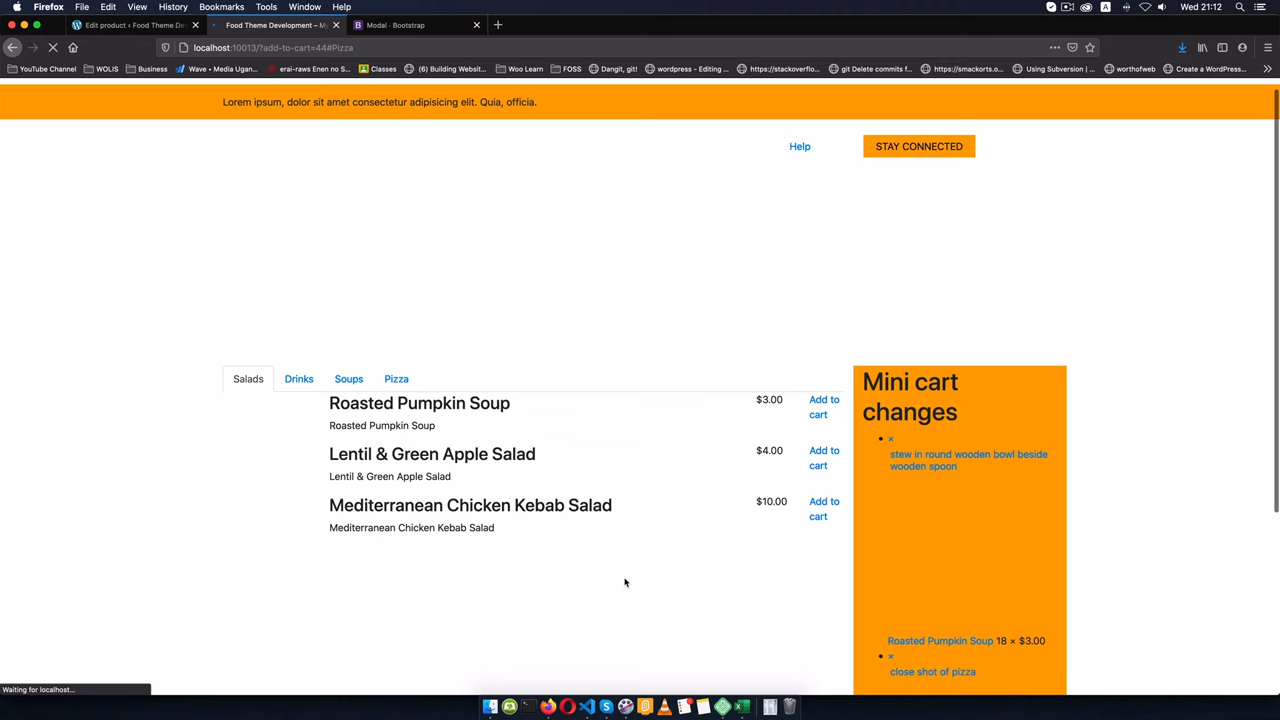 Firefox File Edit View History Bookmarks Tools Window Help Wed 21:12
Edit product ‹ Food Theme De Food Theme Development – M Modal · Bootstrap
localhost:10013/?add-to-cart=44#Pizza
YouTube Channel WOLIS Business Wave • Media Ugan... erai-raws Enen no S... Classes (6) Building Websit... Woo Learn FOSS Dangit, git! wordpress - Editing ... https://stackoverflo... git Delete commits f... https://smackorts.o... Using Subversion |... worthofweb Create a WordPress...
Lorem ipsum, dolor sit amet consectetur adipisicing elit. Quia, officia.
Help STAY CONNECTED
Salads Drinks Soups Pizza
Roasted Pumpkin Soup $3.00 Add to
cart
Roasted Pumpkin Soup
Lentil & Green Apple Salad $4.00 Add to
cart
Lentil & Green Apple Salad
Mediterranean Chicken Kebab Salad $10.00 Add to
cart
Mediterranean Chicken Kebab Salad
Mini cart
changes
×
stew in round wooden bowl beside
wooden spoon
Roasted Pumpkin Soup 18 × $3.00
×
close shot of pizza
Waiting for localhost...